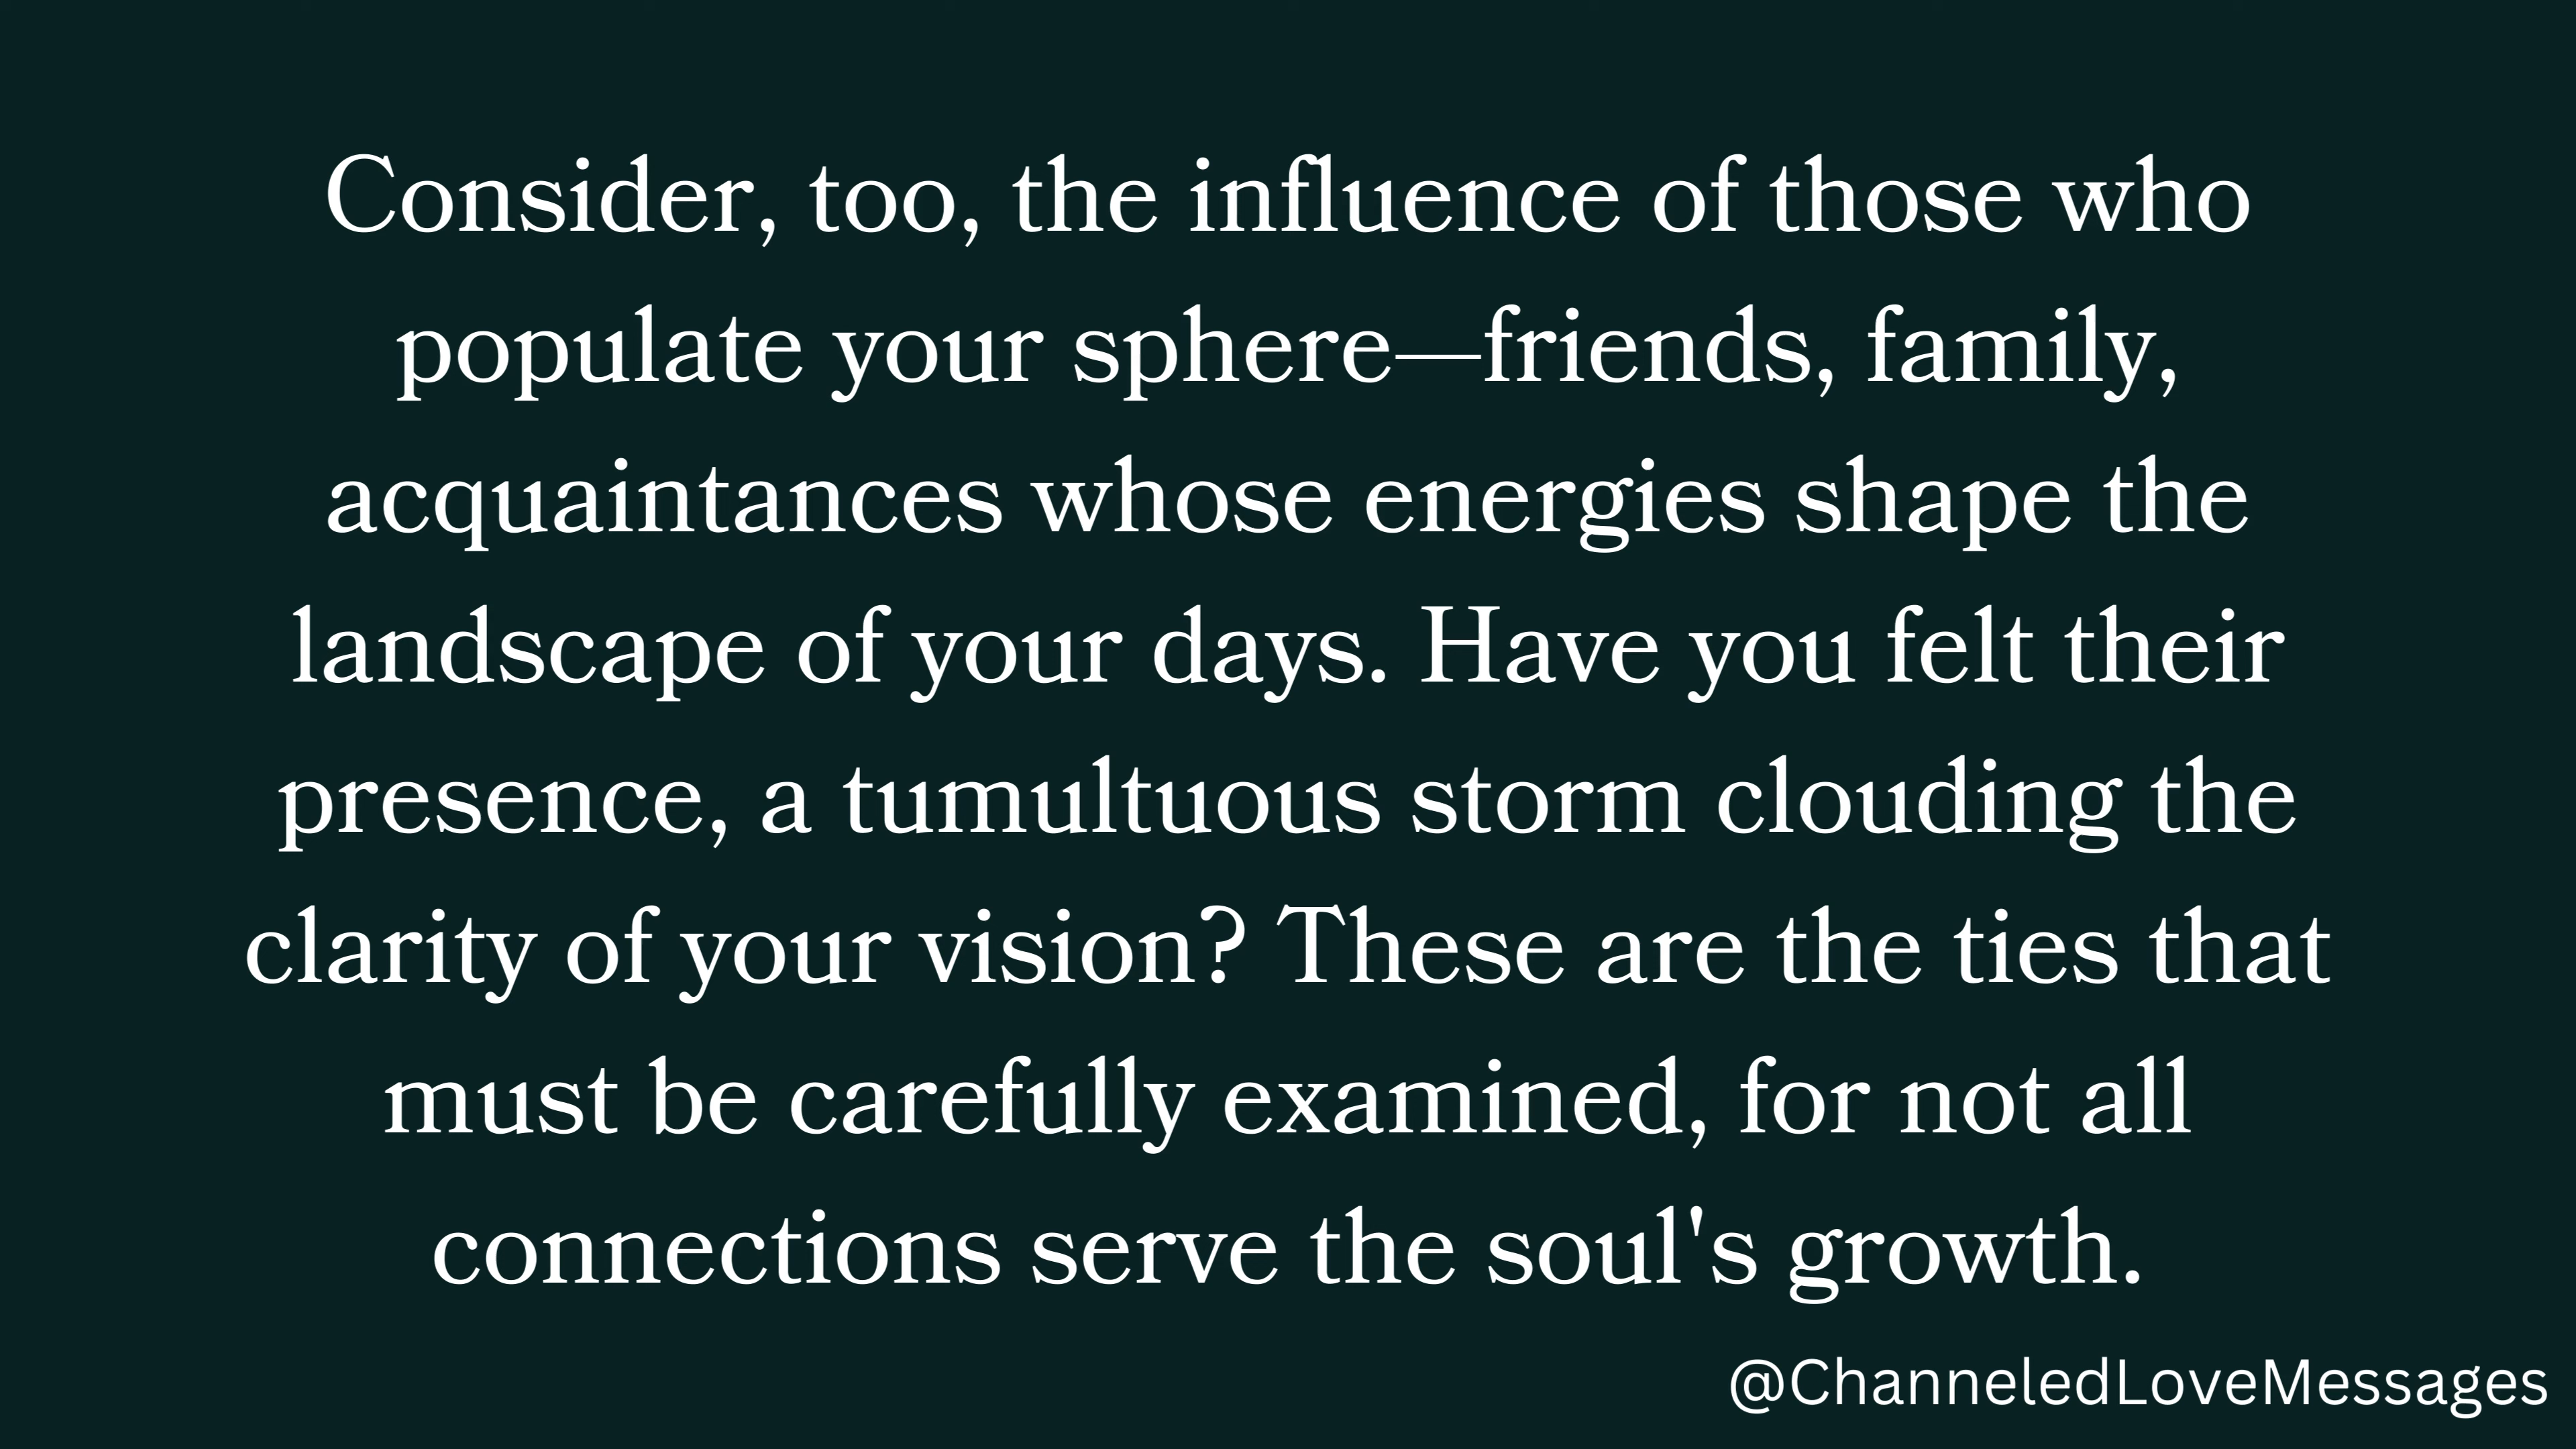 Consider, too, the influence of those who
populate your sphere—friends, family,
acquaintances whose energies shape the
landscape of your days. Have you felt their
presence, a tumultuous storm clouding the
clarity of your vision? These are the ties that
must be carefully examined, for not all
connections serve the soul's growth.
@ChanneledLoveMessages